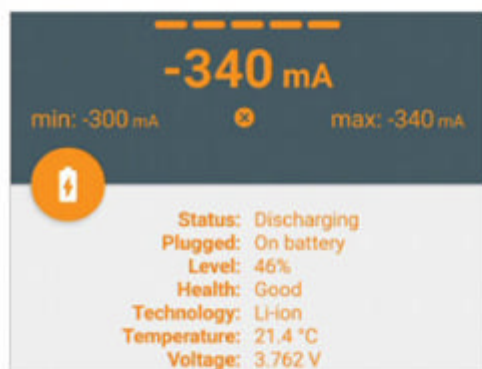 -340 mA
min: -300 mA max: -340 mA
Status: Discharging
Plugged: On battery
Level: 46%
Health: Good
Technology: Li-ion
Temperature: 21.4 °C
Voltage: 3.762 V